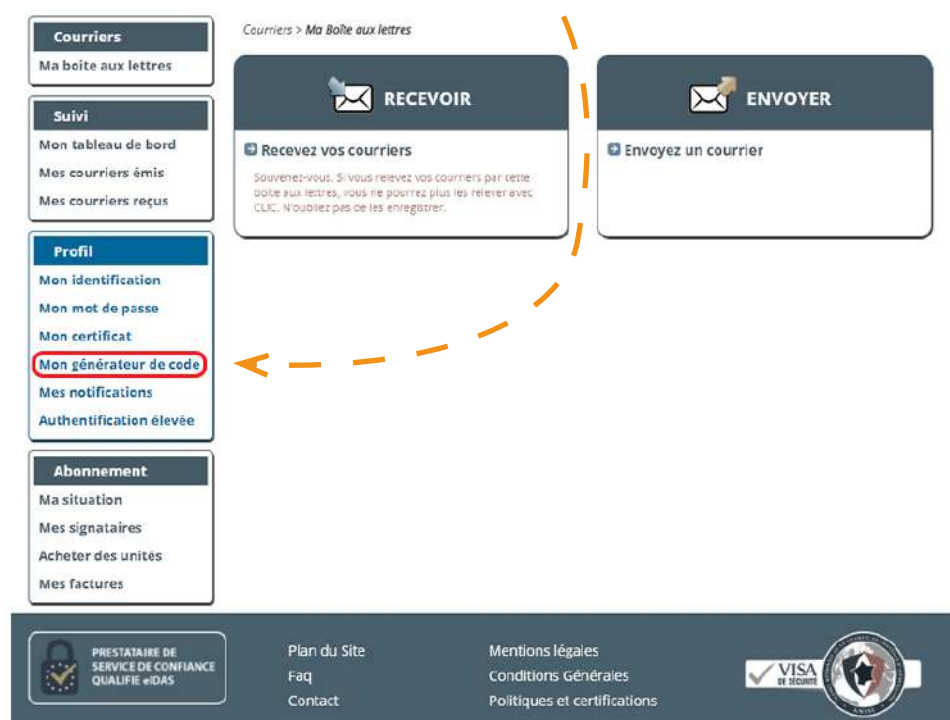 Courriers
Ma boite aux lettres
Suivi
Mon tableau de bord
Mes courriers émis
Mes courriers reçus
Profil
Mon identification
Mon mot de passe
Mon certificat
Mon générateur de code
Mes notifications
Authentification élevée
Abonnement
Ma situation
Mes signataires
Acheter des unités
Mes factures
Courriers > Ma Boîte aux lettres
RECEVOIR
Recevez vos courriers
Souvenez-vous. Si vous relevez vos courriers par cette
boite aux lettres, vous ne pourrez plus les relever avec
CLIC. N'oubliez pas de les enregistrer.
ENVOYER
Envoyez un courrier
PRESTATAIRE DE
SERVICE DE CONFIANCE
QUALIFIE eIDAS
Plan du Site
Faq
Contact
Mentions légales
Conditions Générales
Politiques et certifications
VISA
DE SÉCURITÉ